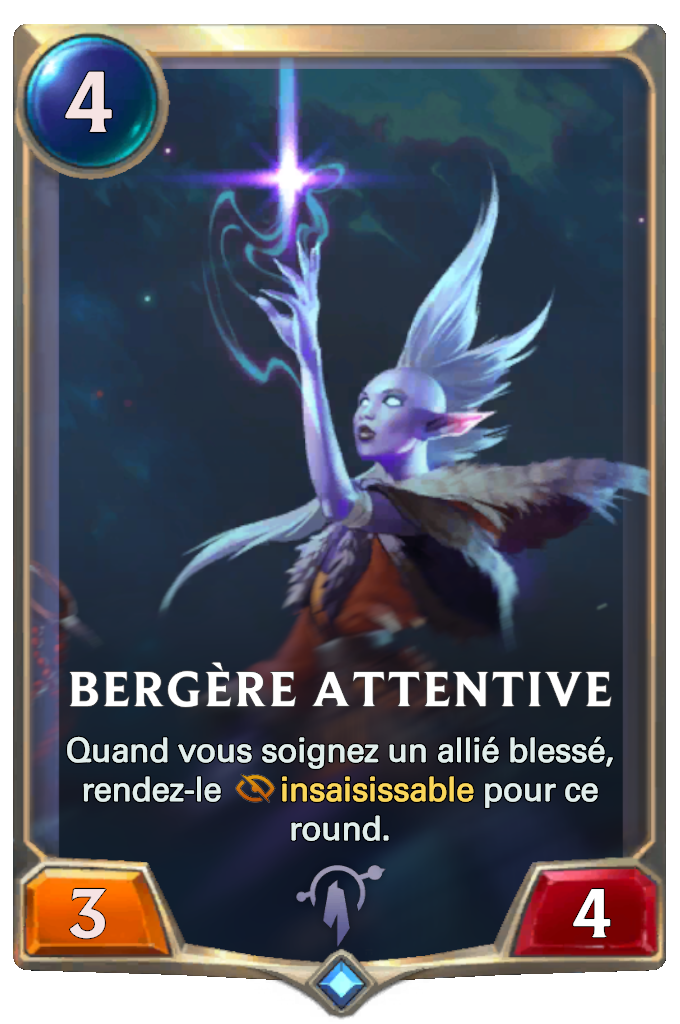 4
BERGÈRE ATTENTIVE
Quand vous soignez un allié blessé,
rendez-le insaisissable pour ce
round.
3
4